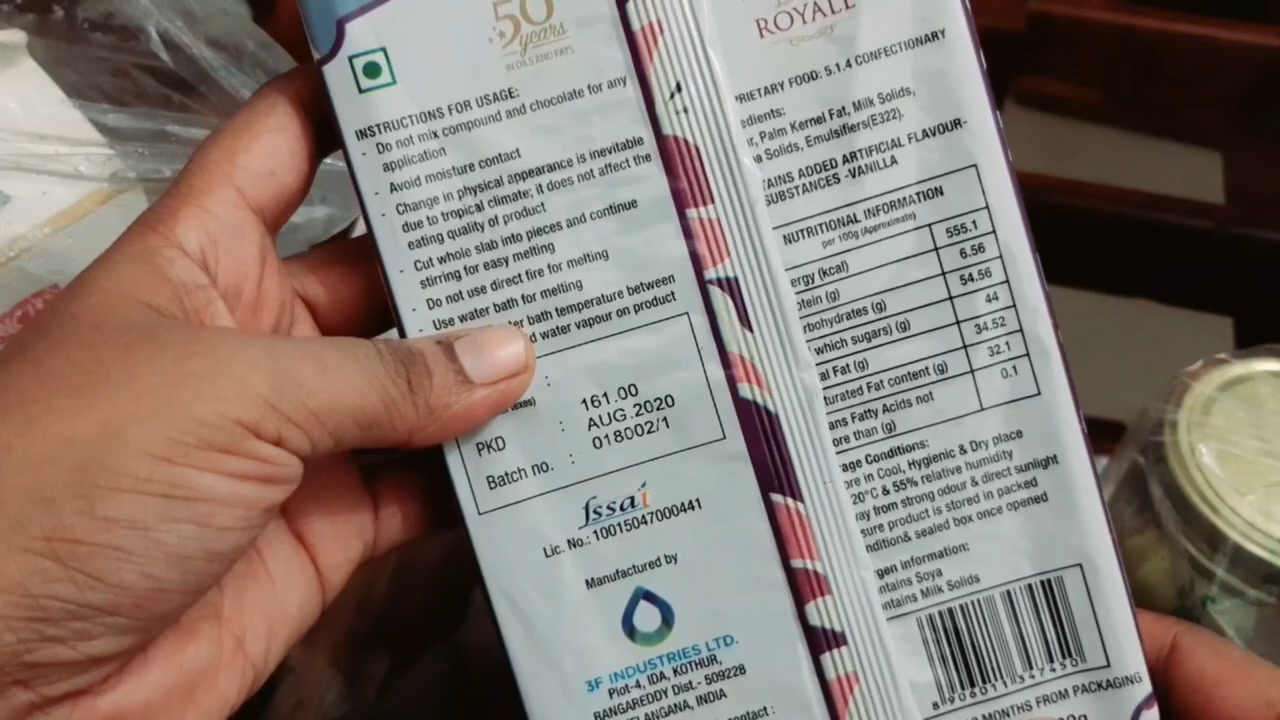 50
years
IN OILS AND FATS
INSTRUCTIONS FOR USAGE:
- Do not mix compound and chocolate for any
application
- Avoid moisture contact
- Change in physical appearance is inevitable
due to tropical climate; it does not affect the
eating quality of product
- Cut whole slab into pieces and continue
stirring for easy melting
- Do not use direct fire for melting
- Use water bath for melting
bath temperature between
water vapour on product
:
161.00
PKD : AUG.2020
Batch no. : 018002/1
fssai
Lic. No.: 10015047000441
Manufactured by
3F INDUSTRIES LTD.
Plot-4, IDA, KOTHUR,
RANGAREDDY Dist.- 509228
TELANGANA, INDIA
contact :
ROYALE
PRIETARY FOOD: 5.1.4 CONFECTIONARY
edients:
r, Palm Kernel Fat, Milk Solids,
a Solids, Emulsifiers(E322).
TAINS ADDED ARTIFICIAL FLAVOUR-
SUBSTANCES -VANILLA
NUTRITIONAL INFORMATION
per 100g (Approximate)
ergy (kcal) 555.1
otein (g) 6.56
rbohydrates (g) 54.56
which sugars) (g) 44
al Fat (g) 34.52
turated Fat content (g) 32.1
ans Fatty Acids not
ore than (g) 0.1
age Conditions:
ore in Cool, Hygienic & Dry place
20°C & 55% relative humidity
ay from strong odour & direct sunlight
sure product is stored in packed
ndition& sealed box once opened
gen Information:
ntains Soya
ntains Milk Solids
8 906011 347450
MONTHS FROM PACKAGING